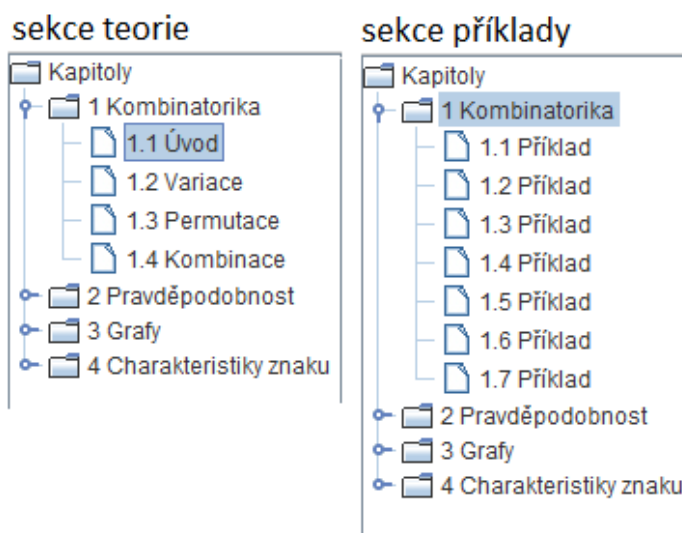 sekce teorie
Kapitoly
1 Kombinatorika
1.1 Úvod
1.2 Variace
1.3 Permutace
1.4 Kombinace
2 Pravděpodobnost
3 Grafy
4 Charakteristiky znaku
sekce příklady
Kapitoly
1 Kombinatorika
1.1 Příklad
1.2 Příklad
1.3 Příklad
1.4 Příklad
1.5 Příklad
1.6 Příklad
1.7 Příklad
2 Pravděpodobnost
3 Grafy
4 Charakteristiky znaku